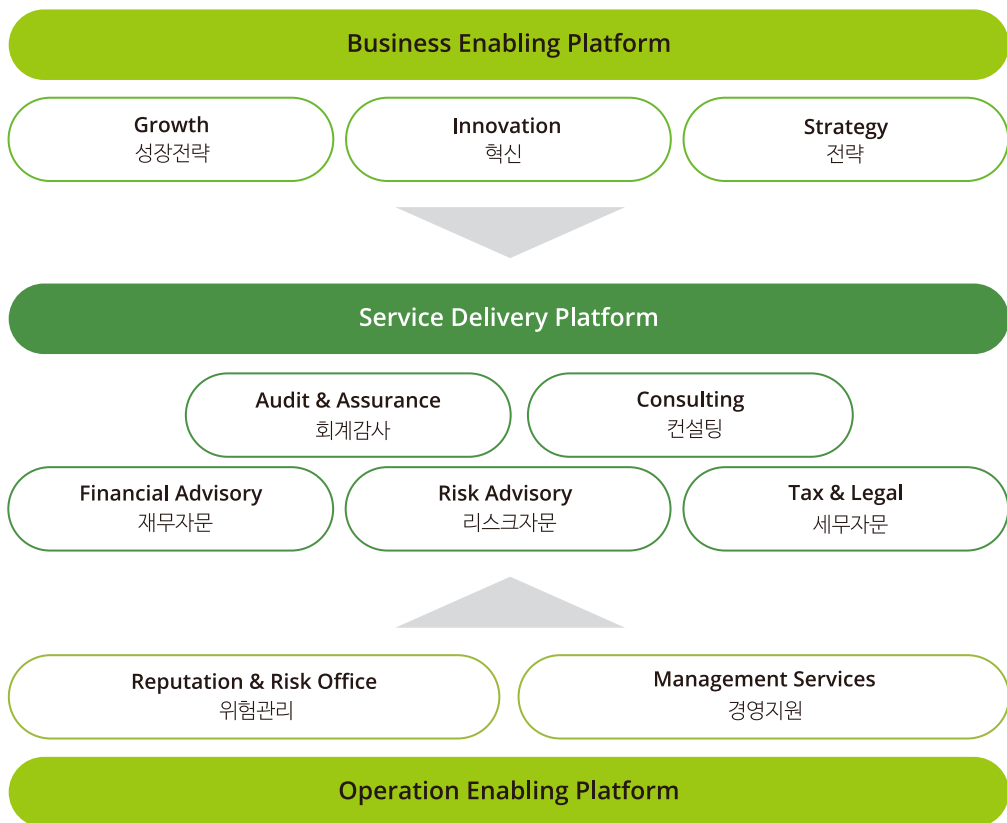 Business Enabling Platform
Growth
성장전략
Innovation
혁신
Strategy
전략
Service Delivery Platform
Audit & Assurance
회계감사
Consulting
컨설팅
Financial Advisory
재무자문
Risk Advisory
리스크자문
Tax & Legal
세무자문
Reputation & Risk Office
위험관리
Management Services
경영지원
Operation Enabling Platform